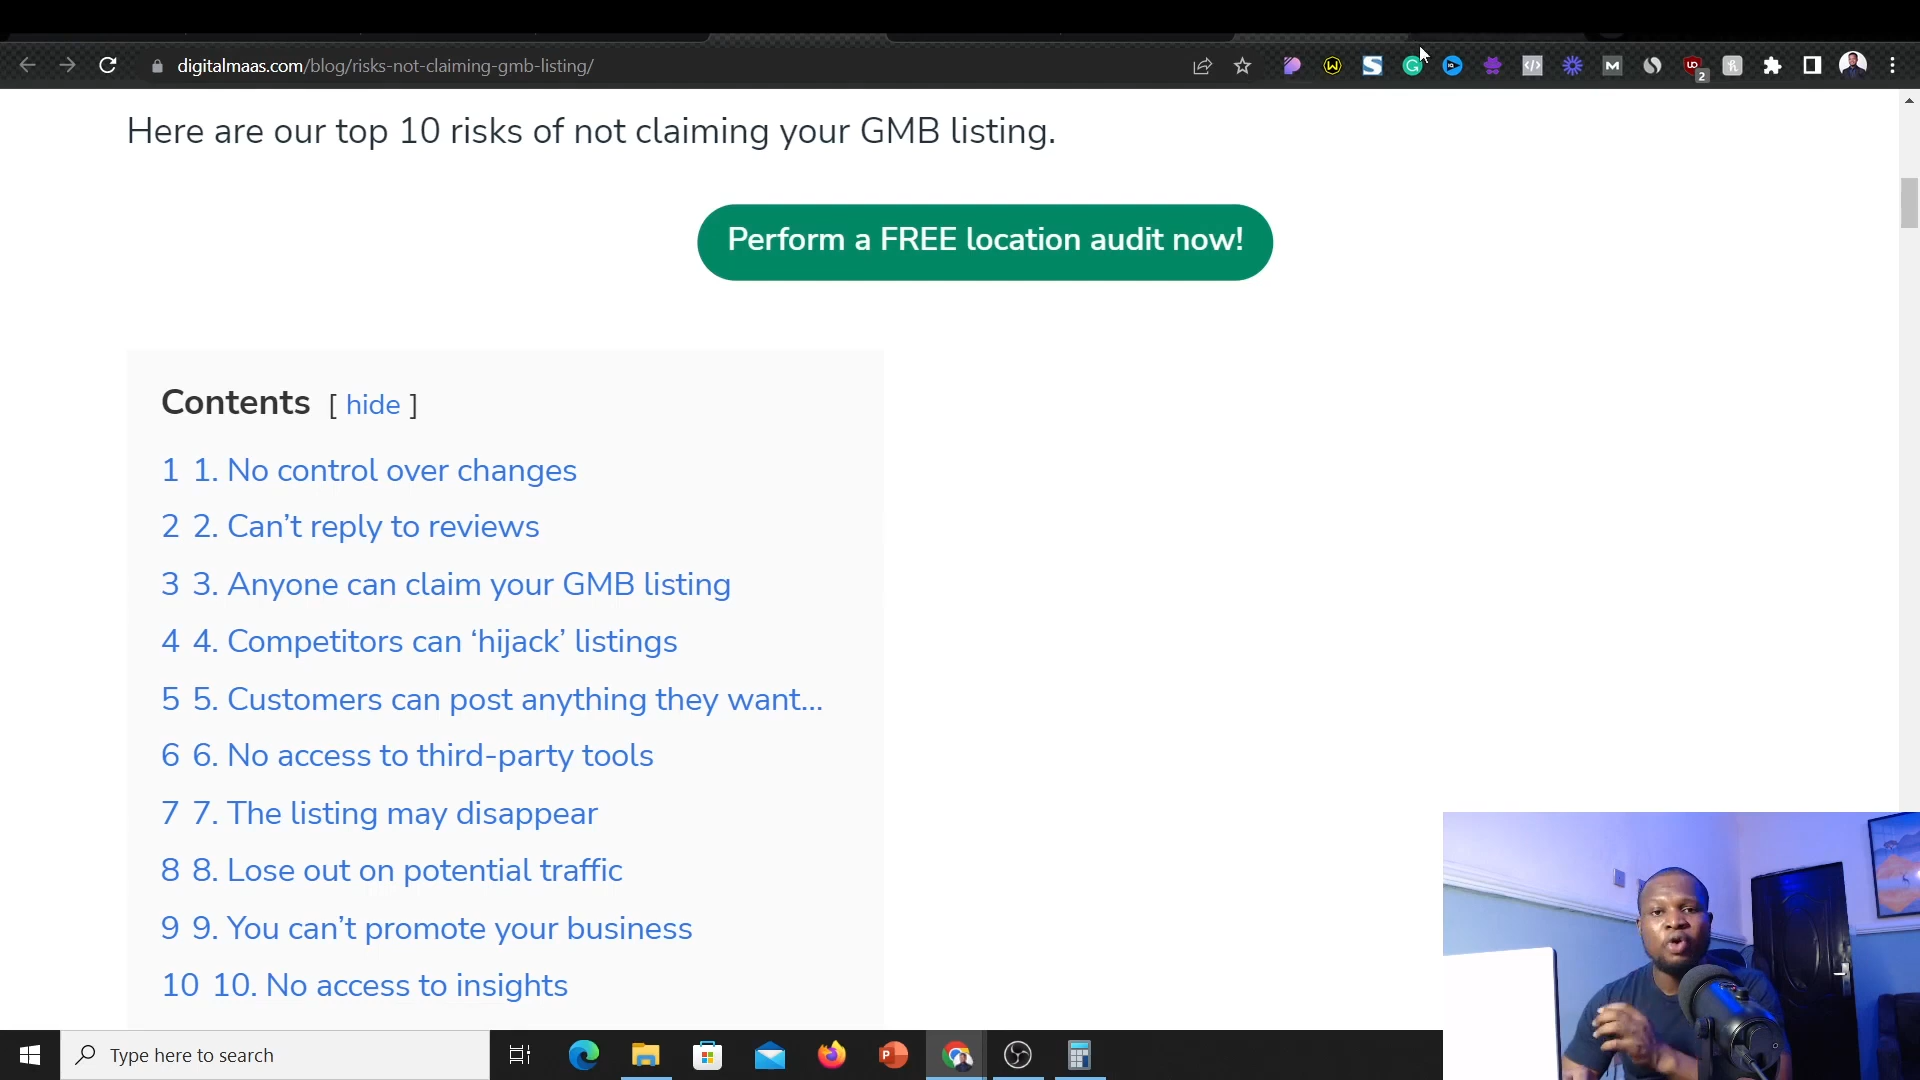 digitalmaas.com/blog/risks-not-claiming-gmb-listing/
2
Here are our top 10 risks of not claiming your GMB listing.
Perform a FREE location audit now!
Contents [ hide ]
1 1. No control over changes
2 2. Can’t reply to reviews
3 3. Anyone can claim your GMB listing
4 4. Competitors can ‘hijack’ listings
5 5. Customers can post anything they want…
6 6. No access to third-party tools
7 7. The listing may disappear
8 8. Lose out on potential traffic
9 9. You can’t promote your business
10 10. No access to insights
Type here to search